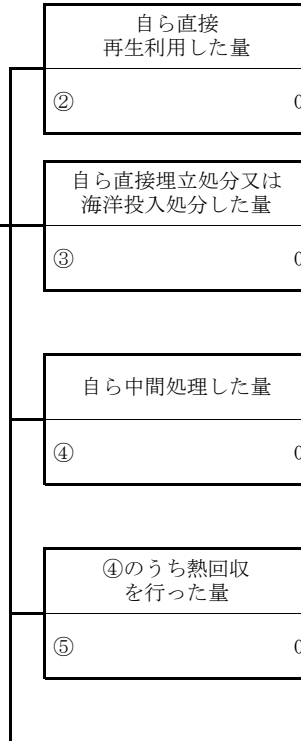 自ら直接
再生利用した量
② 0
自ら直接埋立処分又は
海洋投入処分した量
③ 0
自ら中間処理した量
④ 0
④のうち熱回収
を行った量
⑤ 0